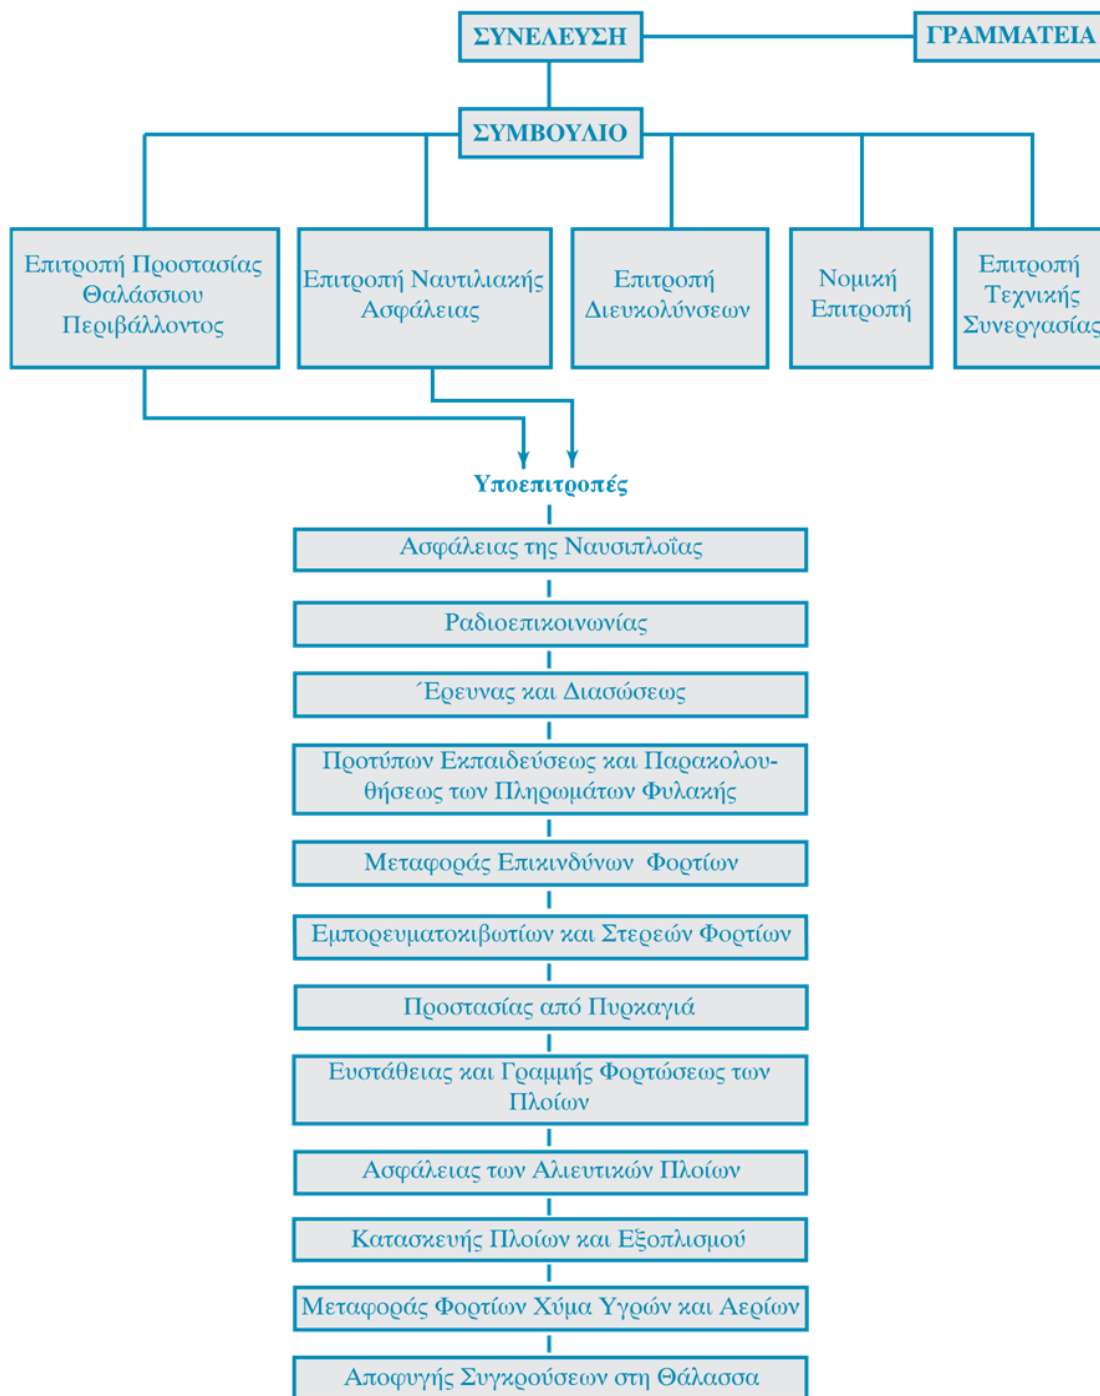 ΣΥΝΕΛΕΥΣΗ
ΓΡΑΜΜΑΤΕΙΑ
ΣΥΜΒΟΥΛΙΟ
Επιτροπή Προστασίας
Θαλάσσιου
Περιβάλλοντος
Επιτροπή Ναυτιλιακής
Ασφάλειας
Επιτροπή
Διευκολύνσεων
Νομική
Επιτροπή
Επιτροπή
Τεχνικής
Συνεργασίας
Υποεπιτροπές
Ασφάλειας της Ναυσιπλοΐας
Ραδιοεπικοινωνίας
Έρευνας και Διασώσεως
Προτύπων Εκπαιδεύσεως και Παρακολου-
θήσεως των Πληρωμάτων Φυλακής
Μεταφοράς Επικινδύνων Φορτίων
Εμπορευματοκιβωτίων και Στερεών Φορτίων
Προστασίας από Πυρκαγιά
Ευστάθειας και Γραμμής Φορτώσεως των
Πλοίων
Ασφάλειας των Αλιευτικών Πλοίων
Κατασκευής Πλοίων και Εξοπλισμού
Μεταφοράς Φορτίων Χύμα Υγρών και Αερίων
Αποφυγής Συγκρούσεων στη Θάλασσα